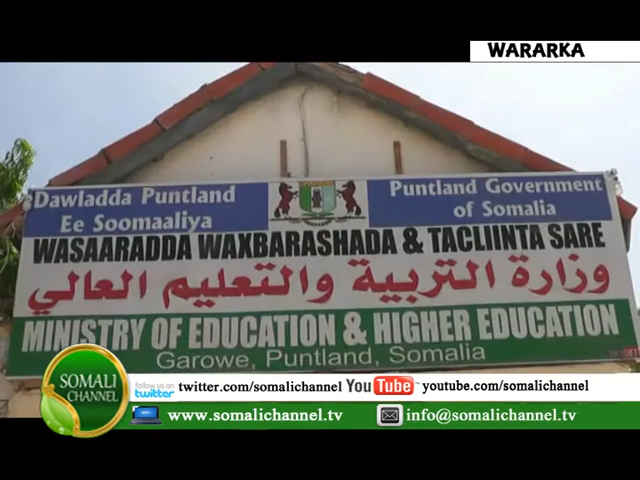 WARARKA
Dawladda Puntland
Ee Soomaaliya
Puntland Government
of Somalia
WASAARADDA WAXBARASHADA & TACLIINTA SARE
وزارة التربية والتعليم العالي
MINISTRY OF EDUCATION & HIGHER EDUCATION
Garowe, Puntland, Somalia
SOMALI
CHANNEL
follow us on
twitter
twitter.com/somalichannel
YouTube
youtube.com/somalichannel
www.somalichannel.tv
info@somalichannel.tv